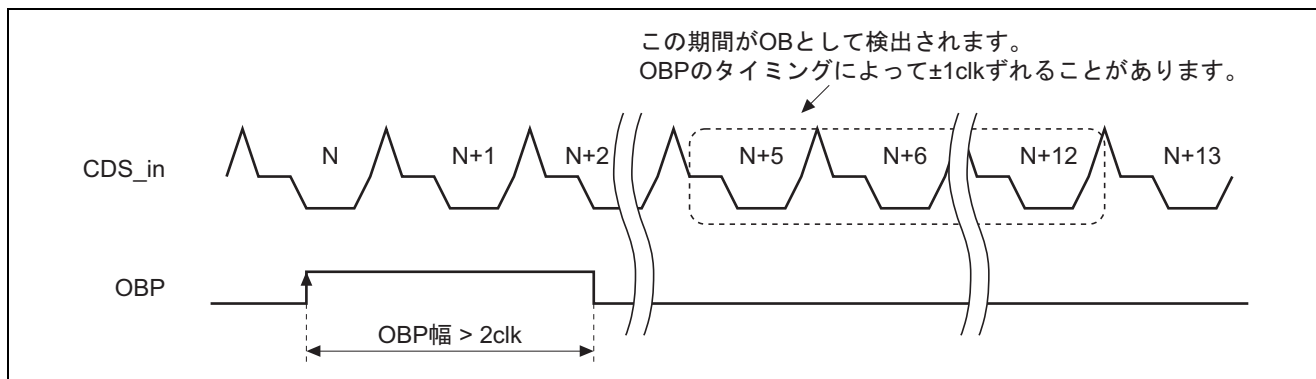 この期間がOBとして検出されます。
OBPのタイミングによって±1clkずれることがあります。
CDS_in
N
N+1
N+2
N+5
N+6
N+12
N+13
OBP
OBP幅 > 2clk